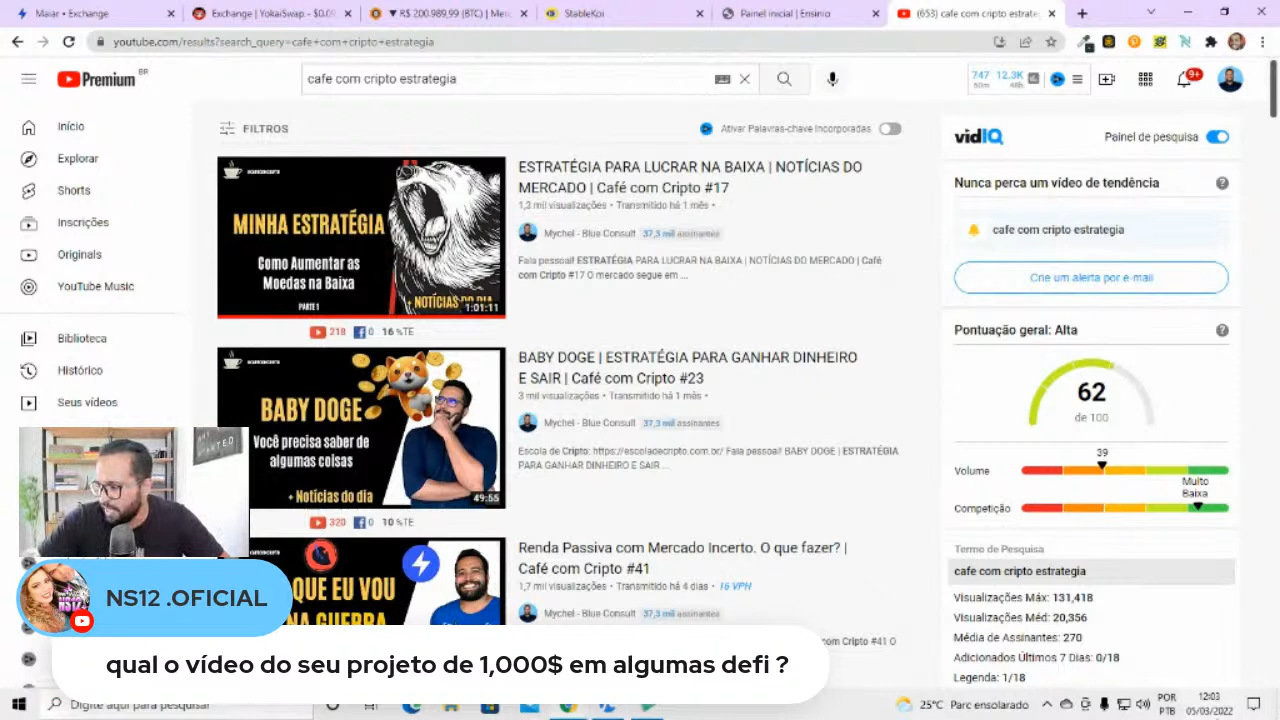 Mercado
Exchange | YokaiSwap. - $0.0
R$ 200.989,99 (BTC) | Mer
StableKoi
Painel inicial | Ensino
(653) cafe com cripto estrate
youtube.com/results?search_query=cafe+com+cripto+estrategia
Premium BR
cafe com cripto estrategia
747 12.3K
60m 48h
9+
Início
Explorar
Shorts
Inscrições
Originals
YouTube Music
Biblioteca
Histórico
Seus vídeos
FILTROS
Ativar Palavras-chave Incorporadas
MINHA ESTRATÉGIA
Como Aumentar as
Moedas na Baixa
PARTE 1
+ NOTÍCIAS DO DIA
1:01:11
ESTRATÉGIA PARA LUCRAR NA BAIXA | NOTÍCIAS DO
MERCADO | Café com Cripto #17
1,3 mil visualizações • Transmitido há 1 mês •
Mychel - Blue Consult 37,3 mil assinantes
Fala pessoal! ESTRATÉGIA PARA LUCRAR NA BAIXA | NOTÍCIAS DO MERCADO | Café
com Cripto #17 O mercado segue em ...
218 0 16 %TE
BABY DOGE
Você precisa saber de
algumas coisas
+ Notícias do dia
49:55
BABY DOGE | ESTRATÉGIA PARA GANHAR DINHEIRO
E SAIR | Café com Cripto #23
3 mil visualizações • Transmitido há 1 mês •
Mychel - Blue Consult 37,3 mil assinantes
Escola de Cripto: https://escoladecripto.com.br/ Fala pessoal! BABY DOGE | ESTRATÉGIA
PARA GANHAR DINHEIRO E SAIR ...
320 0 10 %TE
QUE EU VOU
NA GUERRA
Renda Passiva com Mercado Incerto. O que fazer? |
Café com Cripto #41
1,7 mil visualizações • Transmitido há 4 dias • 16 VPH
Mychel - Blue Consult 37,3 mil assinantes
com Cripto #41 O
vidIQ
Painel de pesquisa
Nunca perca um vídeo de tendência
cafe com cripto estrategia
Crie um alerta por e-mail
Pontuação geral: Alta
62
de 100
39
Volume
Muito
Baixa
Competição
Termo de Pesquisa
cafe com cripto estrategia
Visualizações Máx: 131,418
Visualizações Méd: 20,356
Média de Assinantes: 270
Adicionados Últimos 7 Dias: 0/18
Legenda: 1/18
NS12 .OFICIAL
qual o vídeo do seu projeto de 1,000$ em algumas defi ?
Digite aqui para pesquisar
25°C Parc ensolarado
POR
PTB
12:03
05/03/2022